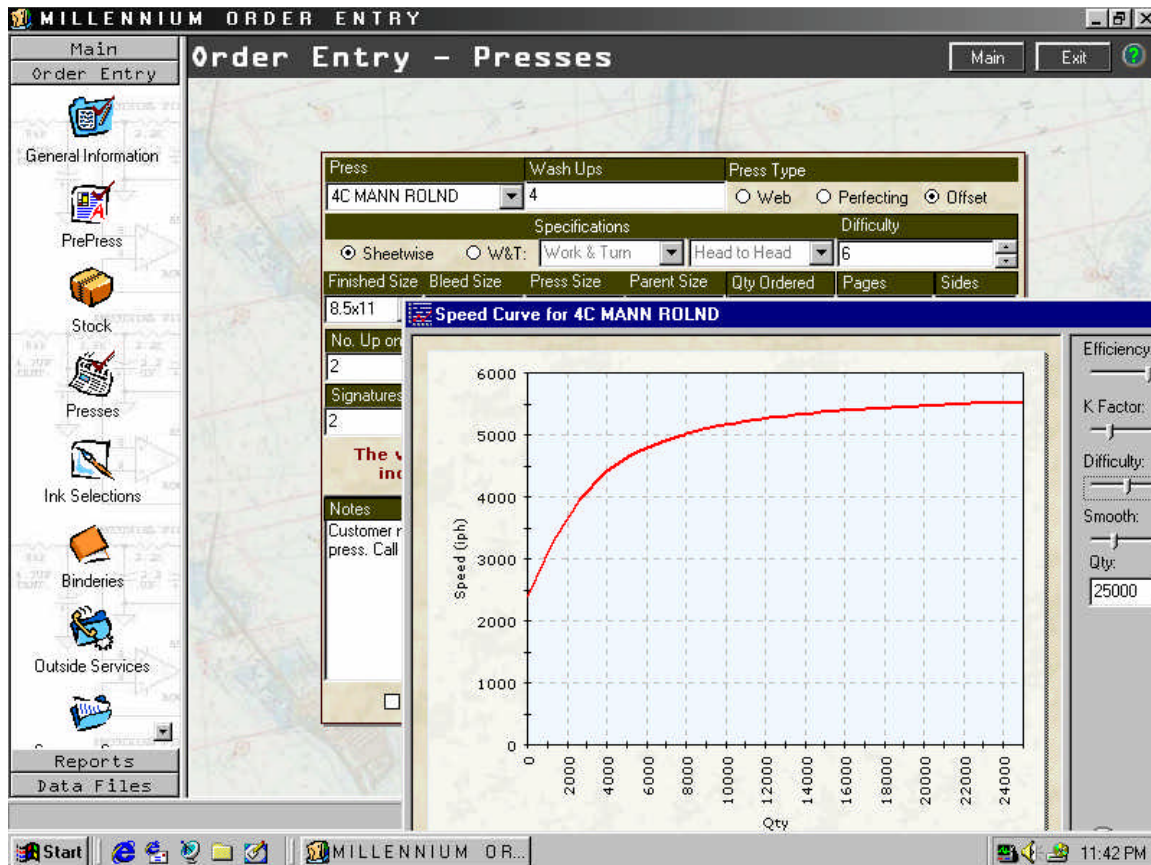 MILLENNIUM ORDER ENTRY
Main
Order Entry
Order Entry - Presses
Main
Exit
General Information
PrePress
Stock
Presses
Ink Selections
Binderies
Outside Services
Reports
Data Files
Press
Wash Ups
Press Type
4C MANN ROLND
4
Web
Perfecting
Offset
Specifications
Difficulty
Sheetwise
W&T:
Work & Turn
Head to Head
6
Finished Size
Bleed Size
Press Size
Parent Size
Qty Ordered
Pages
Sides
8.5x11
No. Up on
2
Signatures
2
The
Notes
Customer
press. Call
Speed Curve for 4C MANN ROLND
6000
5000
4000
3000
2000
1000
0
Speed (iph)
0
2000
4000
6000
8000
10000
12000
14000
16000
18000
20000
22000
24000
Qty
Efficiency
K Factor:
Difficulty:
Smooth:
Qty:
25000
Start
MILLENNIUM OR...
11:42 PM